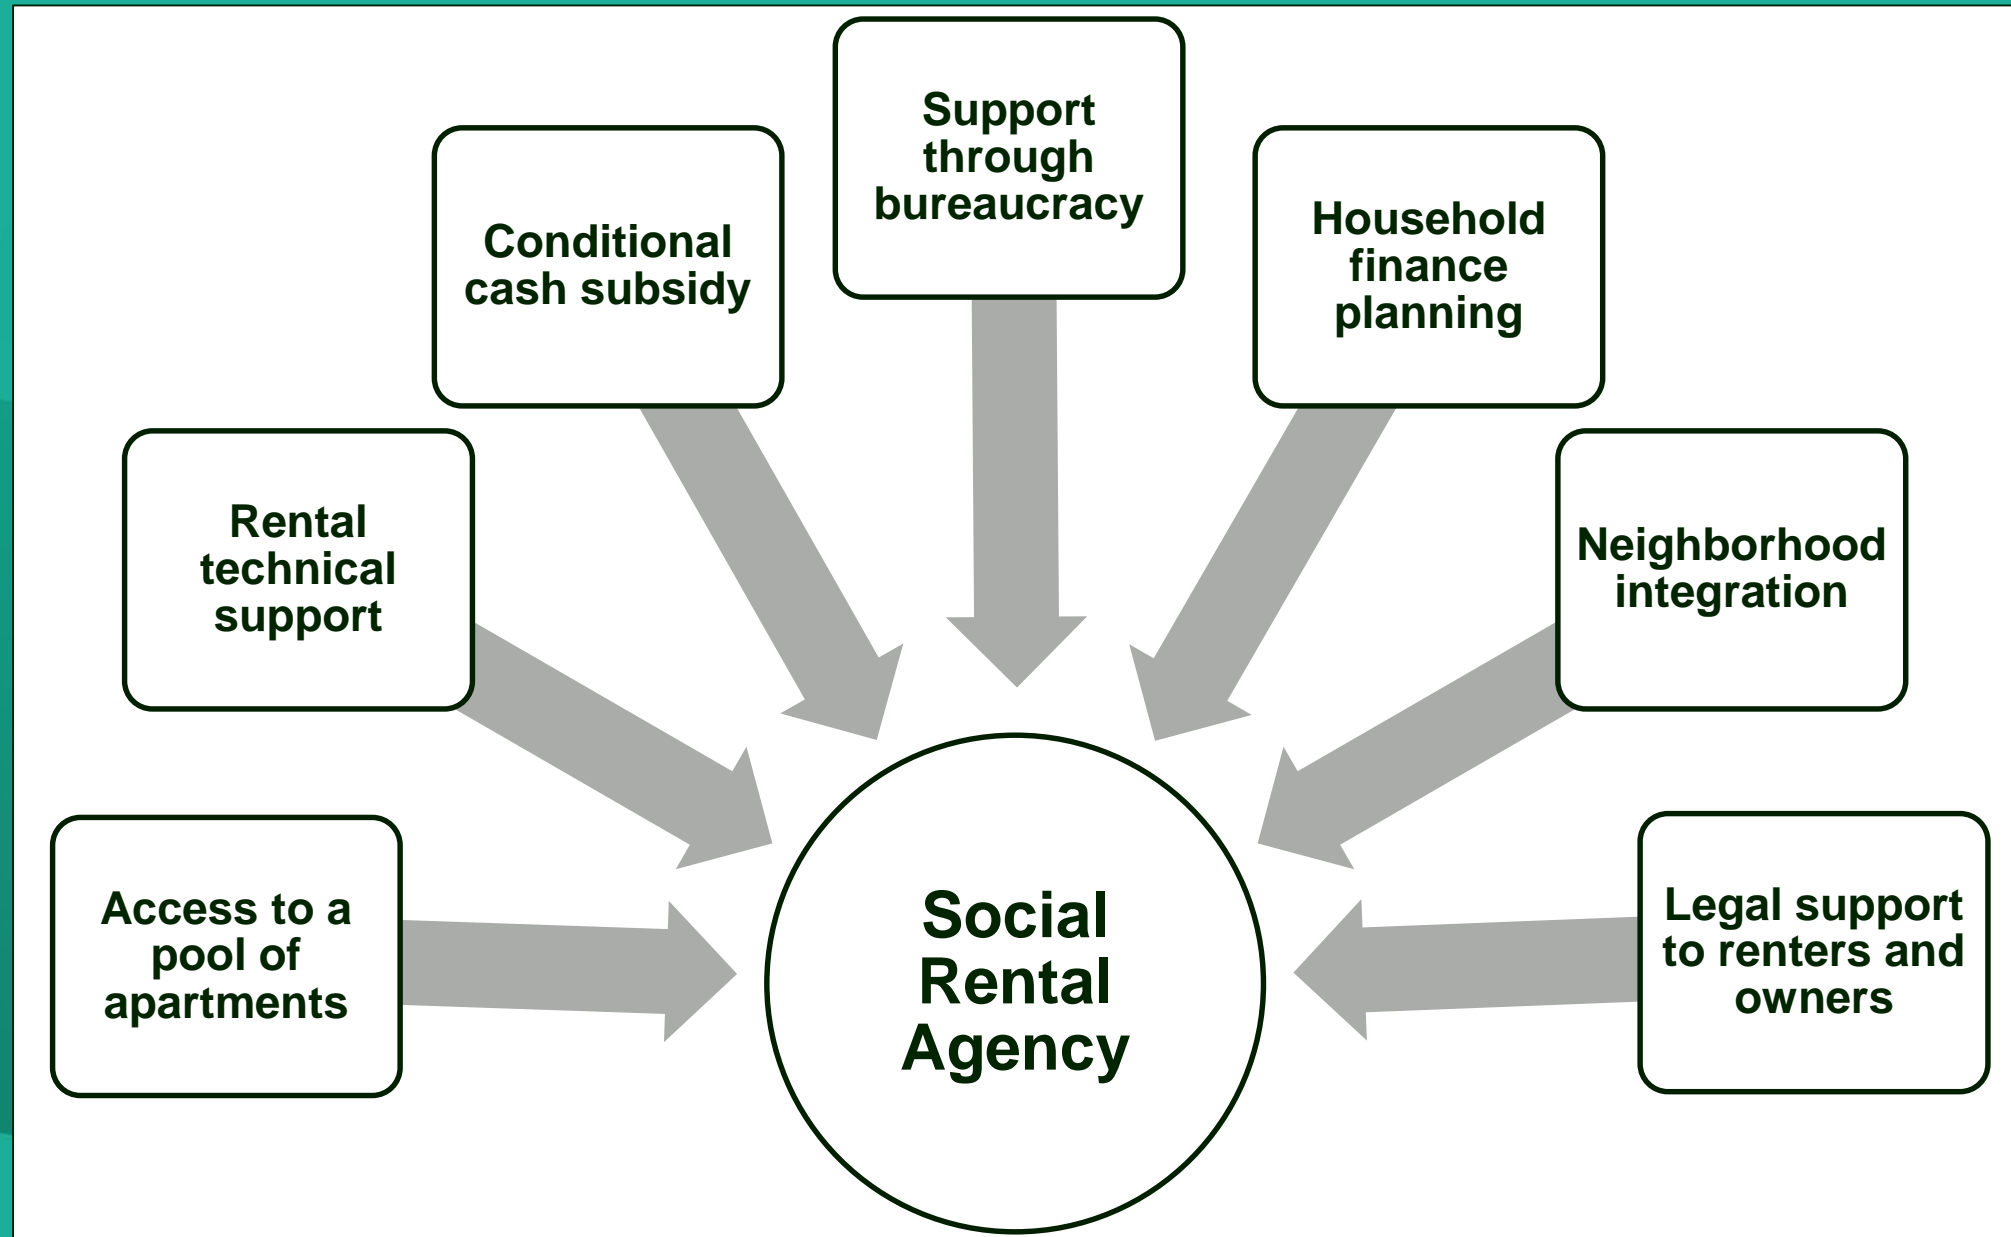 Support
through
bureaucracy
Conditional
cash subsidy
Household
finance
planning
Rental
technical
support
Neighborhood
integration
Access to a
pool of
apartments
Social
Rental
Agency
Legal support
to renters and
owners